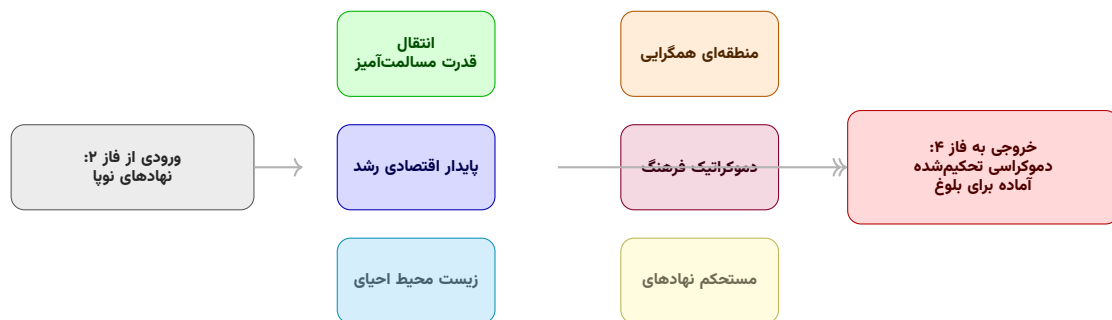 ورودی از فاز ۲:
نهادهای نوپا
انتقال
قدرت مسالمت‌آمیز
پایدار اقتصادی رشد
زیست محیط احیای
منطقه‌ای همگرایی
دموکراتیک فرهنگ
مستحکم نهادهای
خروجی به فاز ۴:
دموکراسی تحکیم‌شده
آماده برای بلوغ